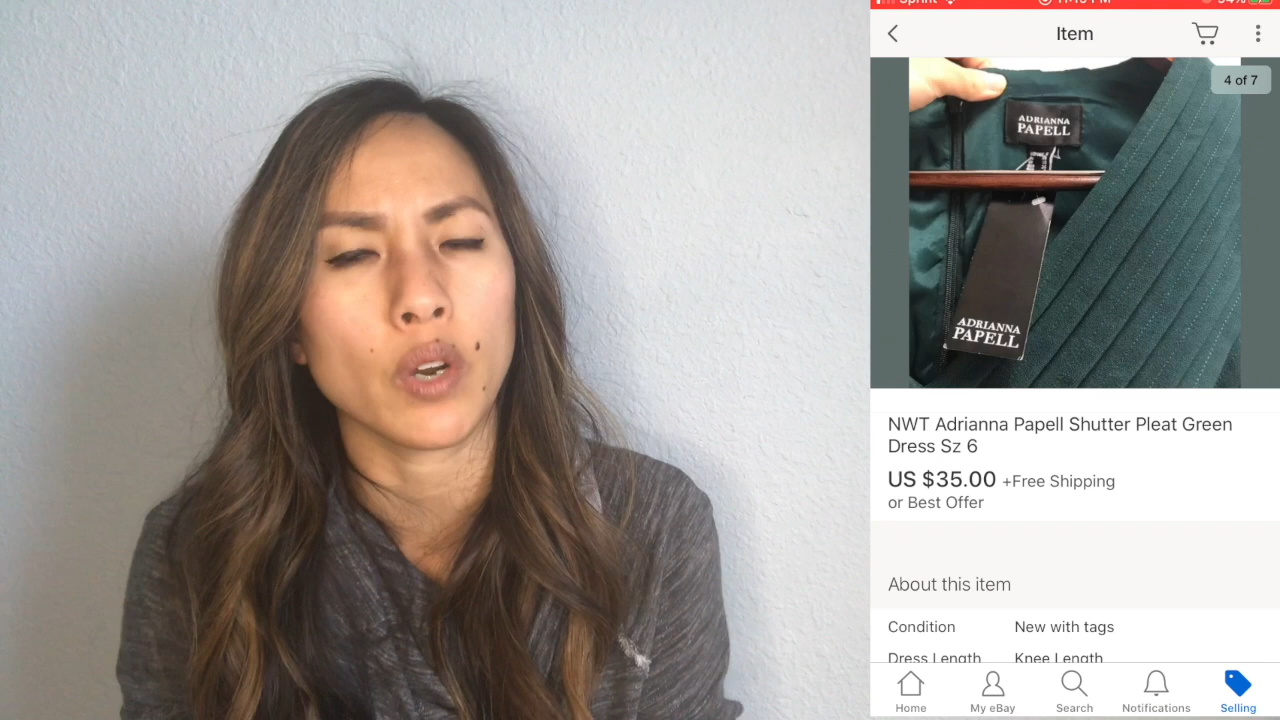 Sprint
Item
4 of 7
ADRIANNA
PAPELL
ADRIANNA
PAPELL
NWT Adrianna Papell Shutter Pleat Green
Dress Sz 6
US $35.00 +Free Shipping
or Best Offer
About this item
Condition New with tags
Dress Length Knee Length
Home My eBay Search Notifications Selling